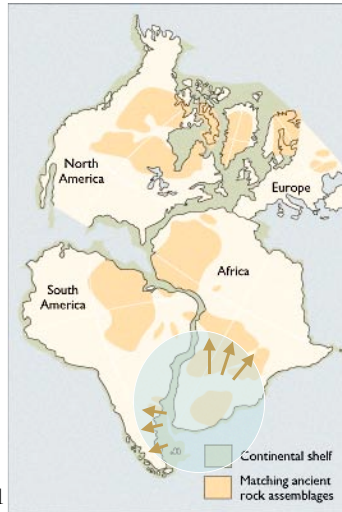 North
America
Europe
Africa
South
America
Continental shelf
Matching ancient
rock assemblages